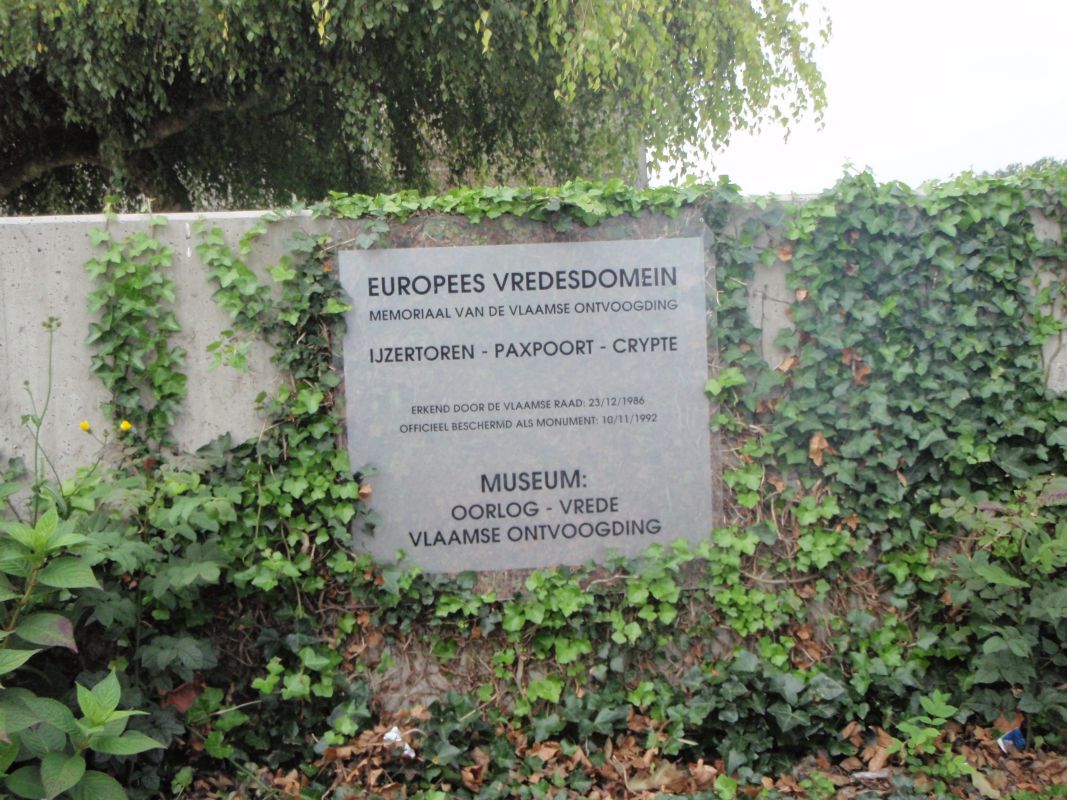 EUROPEES VREDESDOMEIN
MEMORIAAL VAN DE VLAAMSE ONTVOOGDING
IJZERTOREN - PAXPOORT - CRYPTE
ERKEND DOOR DE VLAAMSE RAAD: 23/12/1986
OFFICIEEL BESCHERMD ALS MONUMENT: 10/11/1992
MUSEUM:
OORLOG - VREDE
VLAAMSE ONTVOOGDING